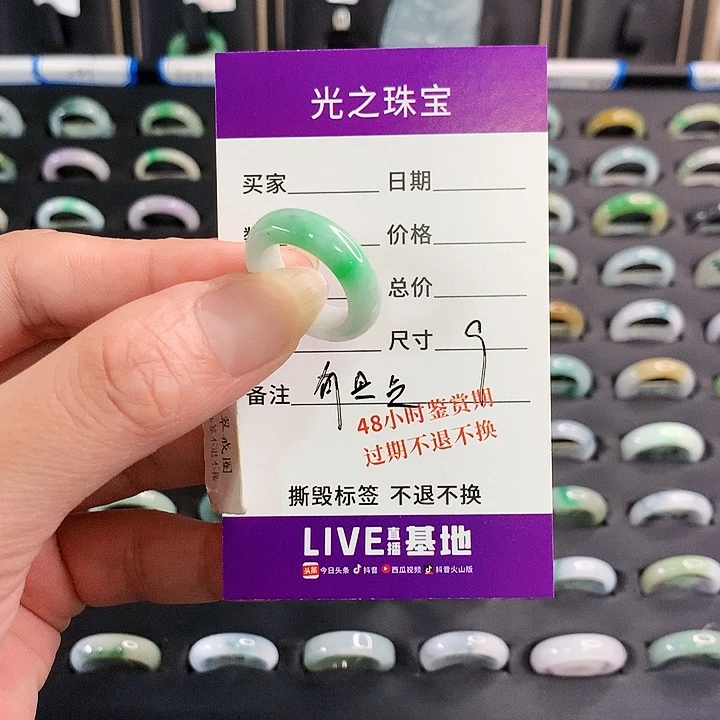 光之珠宝
买家 日期
价格
总价
尺寸
备注
48小时鉴赏期
过期不退不换
撕毁标签 不退不换
LIVE直播基地
头条 今日头条 抖音 西瓜视频 抖音火山版